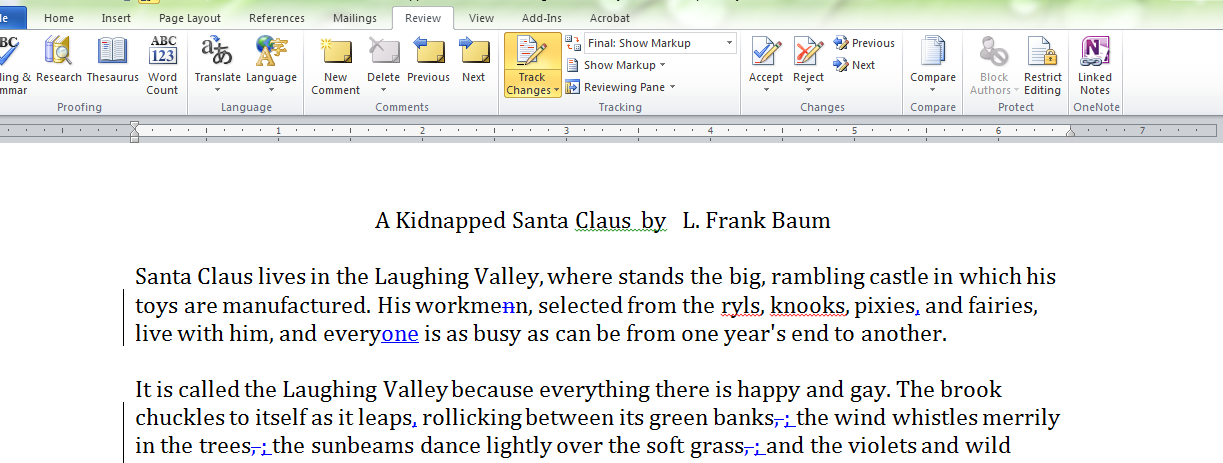 le Home Insert Page Layout References Mailings Review View Add-Ins Acrobat
BC ABC 123 Final: Show Markup Previous
Show Markup Next
ling & Research Thesaurus Word Translate Language New Delete Previous Next Track Reviewing Pane Accept Reject Compare Block Restrict Linked
mmar Count Comment Changes Authors Editing Notes
Proofing Language Comments Tracking Changes Compare Protect OneNote
1 2 3 4 5 6 7
A Kidnapped Santa Claus by L. Frank Baum
Santa Claus lives in the Laughing Valley, where stands the big, rambling castle in which his
toys are manufactured. His workmenn, selected from the ryls, knooks, pixies, and fairies,
live with him, and everyone is as busy as can be from one year's end to another.
It is called the Laughing Valley because everything there is happy and gay. The brook
chuckles to itself as it leaps, rollicking between its green banks,; the wind whistles merrily
in the trees,; the sunbeams dance lightly over the soft grass,; and the violets and wild